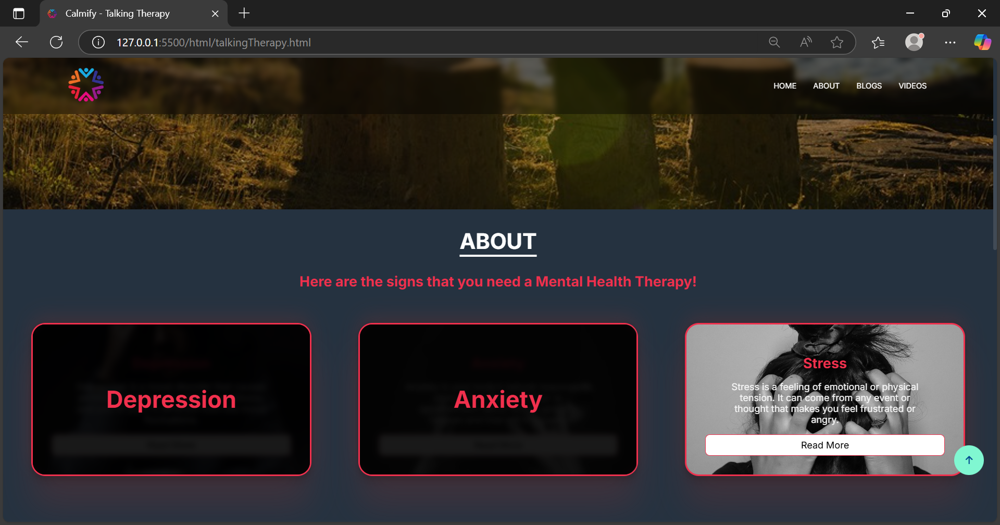 Calmify - Talking Therapy
127.0.0.1:5500/html/talkingTherapy.html
HOME ABOUT BLOGS VIDEOS
ABOUT
Here are the signs that you need a Mental Health Therapy!
Depression
Anxiety
Stress
Stress is a feeling of emotional or physical
tension. It can come from any event or
thought that makes you feel frustrated or
angry.
Read More